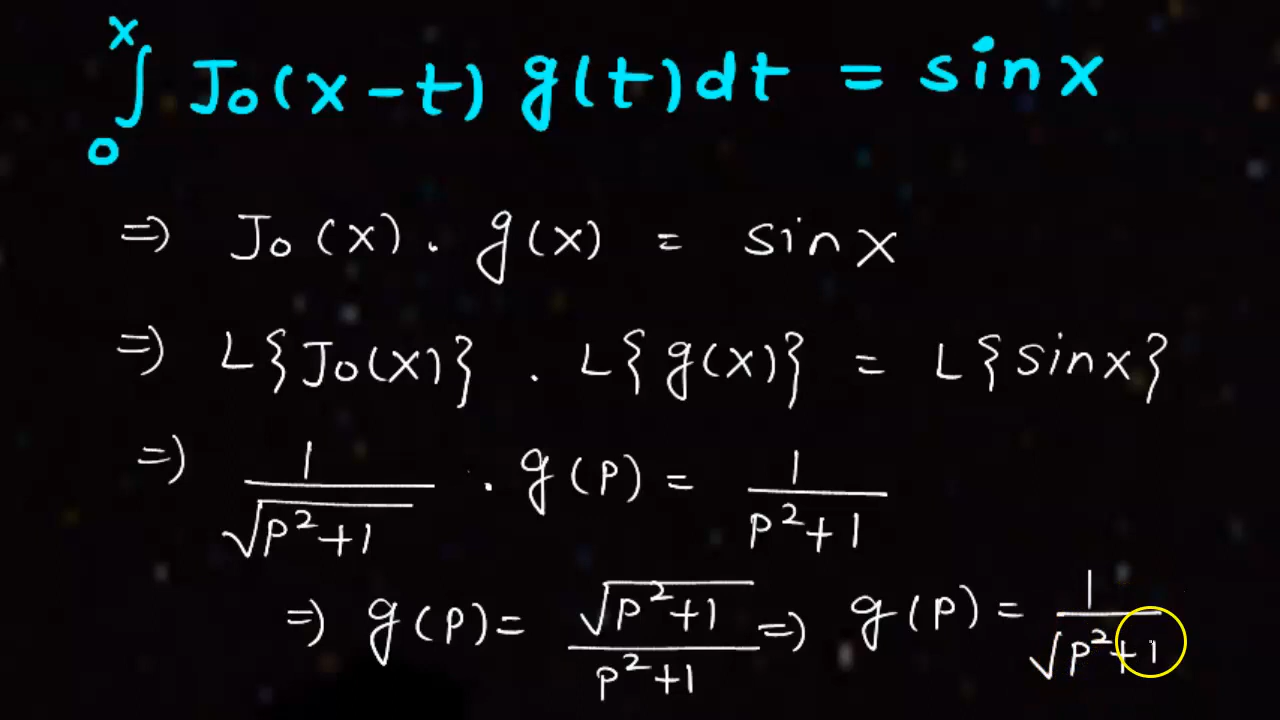 ∫₀ˣ J₀(x-t) g(t)dt = sinx
⇒ J₀(x) . g(x) = sinx
⇒ L{J₀(x)} . L{g(x)} = L{sinx}
⇒ 1/√(p²+1) . g(p) = 1/(p²+1)
⇒ g(p) = √(p²+1)/(p²+1) ⇒ g(p) = 1/√(p²+1)